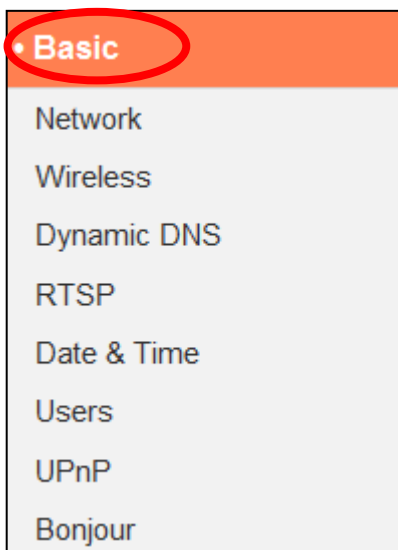 • Basic
Network
Wireless
Dynamic DNS
RTSP
Date & Time
Users
UPnP
Bonjour